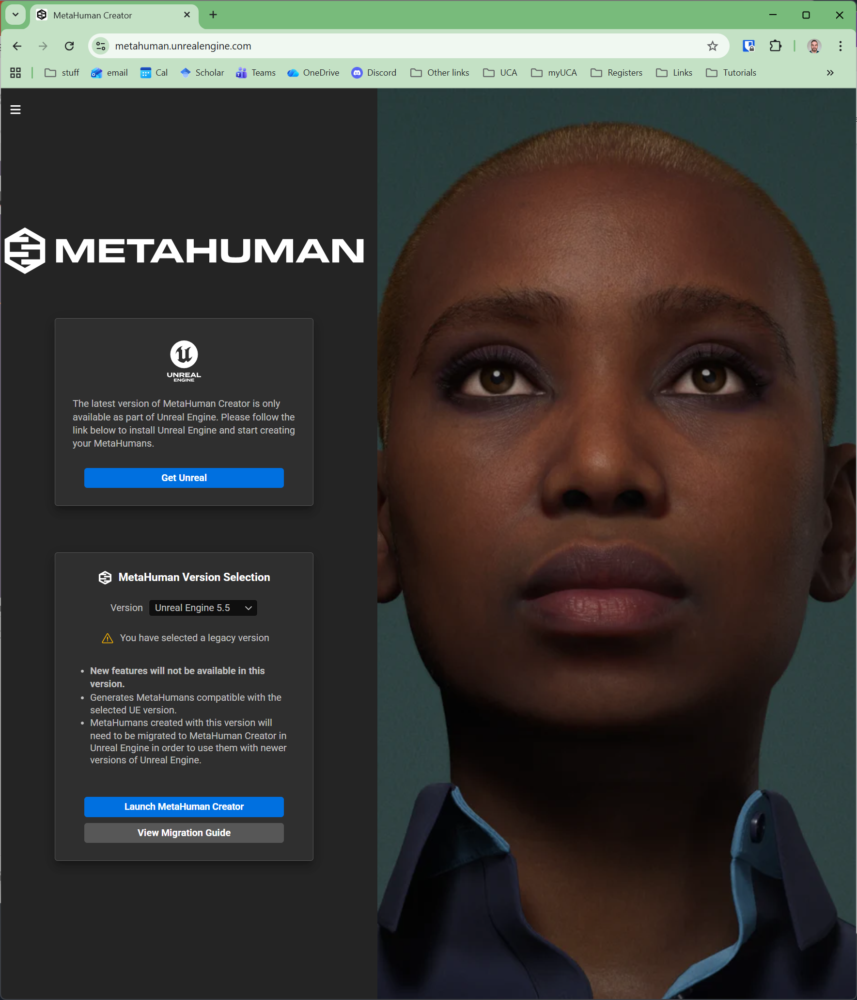 MetaHuman Creator
metahuman.unrealengine.com
stuff email Cal Scholar Teams OneDrive Discord Other links UCA myUCA Registers Links Tutorials
METAHUMAN
UNREAL
ENGINE
The latest version of MetaHuman Creator is only
available as part of Unreal Engine. Please follow the
link below to install Unreal Engine and start creating
your MetaHumans.
Get Unreal
MetaHuman Version Selection
Version Unreal Engine 5.5
You have selected a legacy version
• New features will not be available in this
version.
• Generates MetaHumans compatible with the
selected UE version.
• MetaHumans created with this version will
need to be migrated to MetaHuman Creator in
Unreal Engine in order to use them with newer
versions of Unreal Engine.
Launch MetaHuman Creator
View Migration Guide